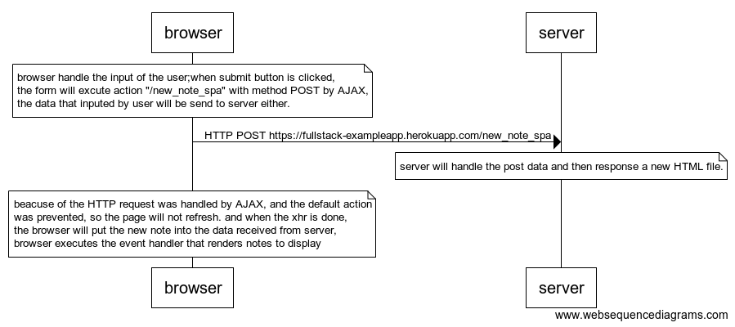 browser
server
browser handle the input of the user;when submit button is clicked,
the form will excute action "/new_note_spa" with method POST by AJAX,
the data that inputed by user will be send to server either.
HTTP POST https://fullstack-exampleapp.herokuapp.com/new_note_spa
server will handle the post data and then response a new HTML file.
beacuse of the HTTP request was handled by AJAX, and the default action
was prevented, so the page will not refresh. and when the xhr is done,
the browser will put the new note into the data received from server,
browser executes the event handler that renders notes to display
browser
server
www.websequencediagrams.com